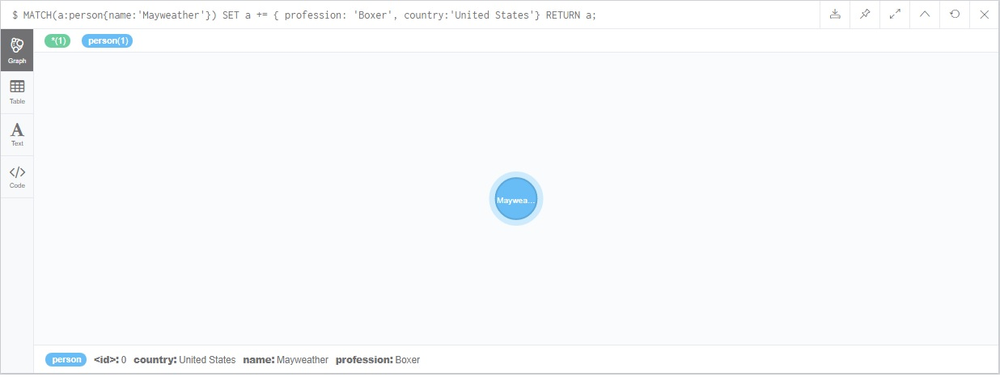 $ MATCH(a:person{name:'Mayweather'}) SET a += { profession: 'Boxer', country:'United States'} RETURN a;
*(1) person(1)
Graph
Table
A
Text
</>
Code
Maywea...
person <id>: 0 country: United States name: Mayweather profession: Boxer